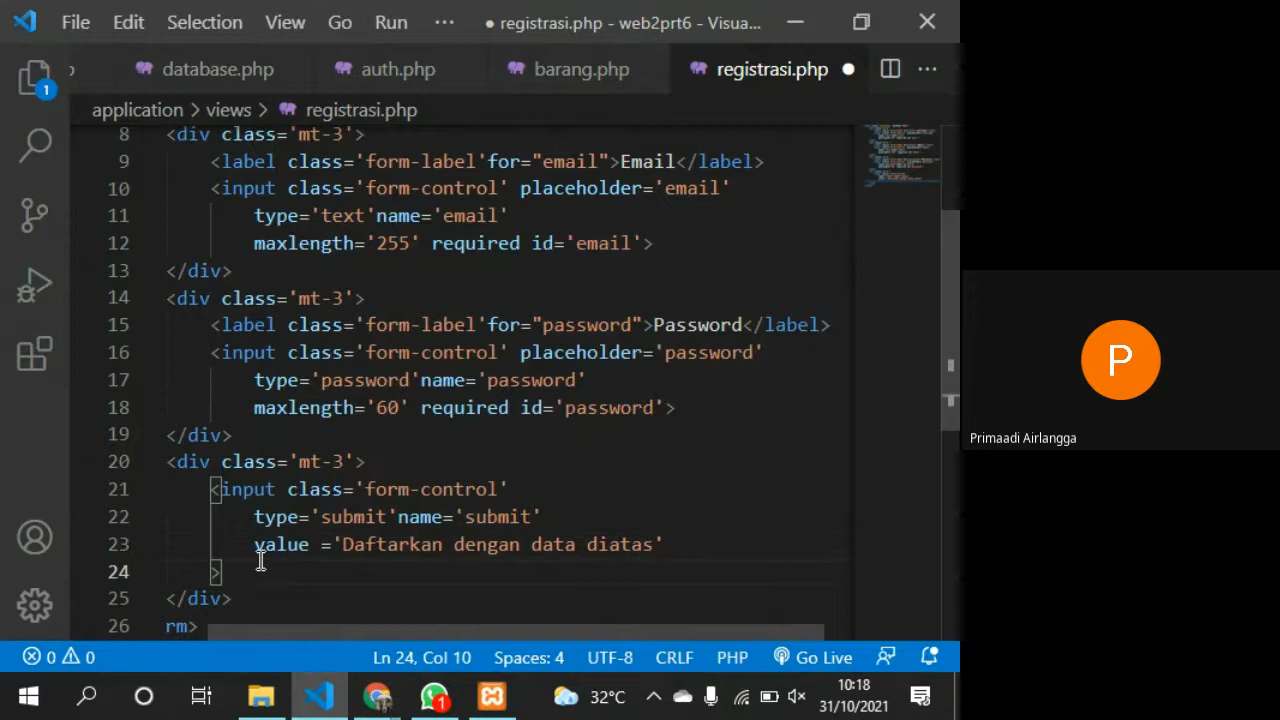 File Edit Selection View Go Run ··· ● registrasi.php - web2prt6 - Visua...
database.php auth.php barang.php registrasi.php ● ···
application > views > registrasi.php
1
8 <div class='mt-3'>
9 <label class='form-label'for="email">Email</label>
10 <input class='form-control' placeholder='email'
11 type='text'name='email'
12 maxlength='255' required id='email'>
13 </div>
14 <div class='mt-3'>
15 <label class='form-label'for="password">Password</label>
16 <input class='form-control' placeholder='password'
17 type='password'name='password'
18 maxlength='60' required id='password'>
19 </div>
20 <div class='mt-3'>
21 <input class='form-control'
22 type='submit'name='submit'
23 value ='Daftarkan dengan data diatas'
24 >
25 </div>
26 rm>
P
Primaadi Airlangga
0 0 Ln 24, Col 10 Spaces: 4 UTF-8 CRLF PHP Go Live
1 32°C 10:18
31/10/2021